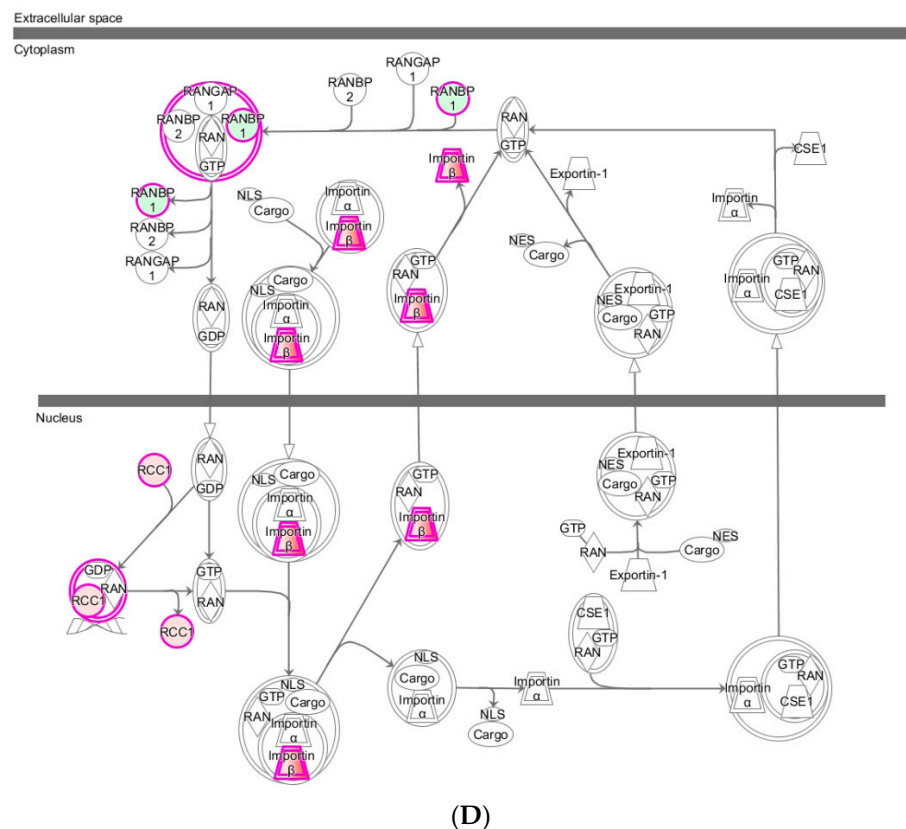 Extracellular space
Cytoplasm
RANGAP
1
RANBP
2
RANBP
1
RANGAP
1
RANBP
2
RANBP
1
RAN
GTP
RAN
GTP
CSE1
Importin
β
Exportin-1
NLS
Cargo
Importin
α
Importin
β
RANBP
1
RANBP
2
RANGAP
1
NES
Cargo
Importin
α
GTP
RAN
Importin
β
Cargo
NLS
Importin
α
Importin
β
Exportin-1
NES
Cargo
GTP
RAN
Importin
α
GTP
RAN
CSE1
RAN
GDP
Nucleus
RCC1
RAN
GDP
Cargo
NLS
Importin
α
Importin
β
GTP
RAN
Importin
β
Exportin-1
NES
Cargo
GTP
RAN
GTP
RAN
Exportin-1
NES
Cargo
GDP
RAN
RCC1
GTP
RAN
RCC1
CSE1
GTP
RAN
NLS
GTP
Cargo
RAN
Importin
α
Importin
β
NLS
Cargo
Importin
α
NLS
Cargo
Importin
α
Importin
α
GTP
RAN
CSE1
(D)